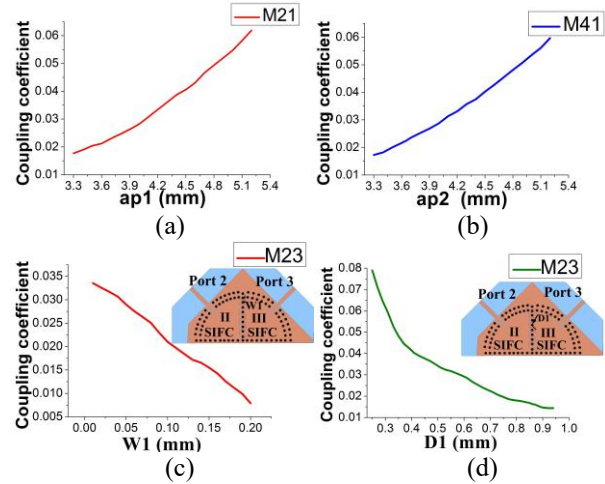 M21
Coupling coefficient
0.06
0.05
0.04
0.03
0.02
0.01
3.3 3.6 3.9 4.2 4.5 4.8 5.1 5.4
ap1 (mm)
(a)
M41
Coupling coefficient
0.06
0.05
0.04
0.03
0.02
0.01
3.3 3.6 3.9 4.2 4.5 4.8 5.1 5.4
ap2 (mm)
(b)
M23
Coupling coefficient
0.035
0.030
0.025
0.020
0.015
0.010
0.005
Port 2 Port 3
W1
II III
SIFC SIFC
0.00 0.05 0.10 0.15 0.20
W1 (mm)
(c)
M23
Coupling coefficient
0.08
0.07
0.06
0.05
0.04
0.03
0.02
0.01
Port 2 Port 3
D1
II III
SIFC SIFC
0.3 0.4 0.5 0.6 0.7 0.8 0.9 1.0
D1 (mm)
(d)